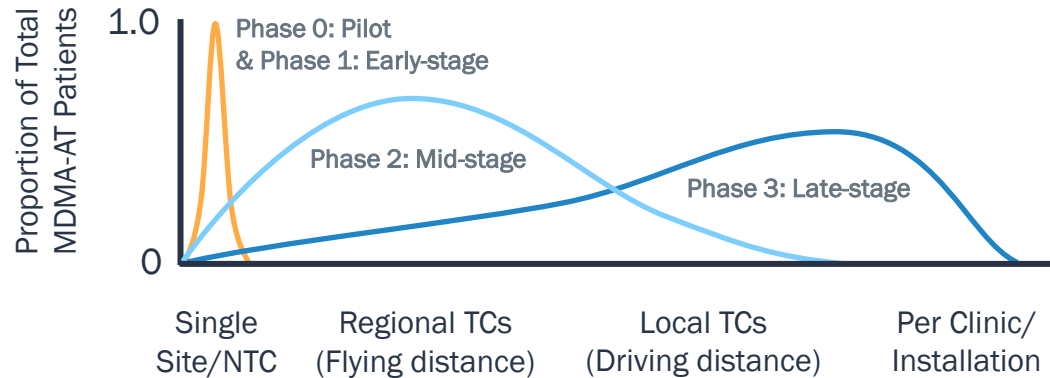 Proportion of Total
MDMA-AT Patients
1.0
0
Phase 0: Pilot
& Phase 1: Early-stage
Phase 2: Mid-stage
Phase 3: Late-stage
Single
Site/NTC
Regional TCs
(Flying distance)
Local TCs
(Driving distance)
Per Clinic/
Installation